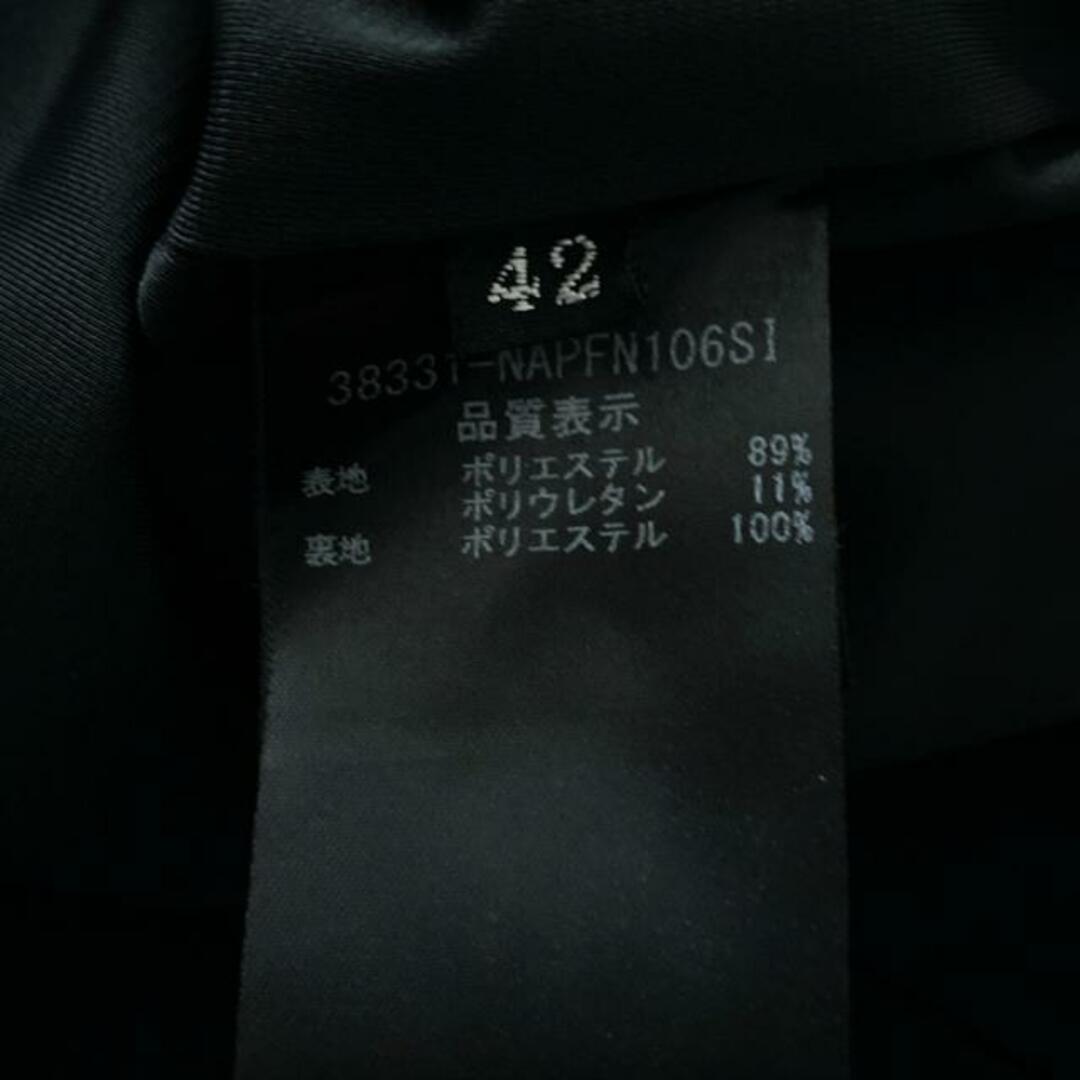 42
38331-NAPFN106SI
品質表示
表地 ポリエステル 89%
ポリウレタン 11%
裏地 ポリエステル 100%